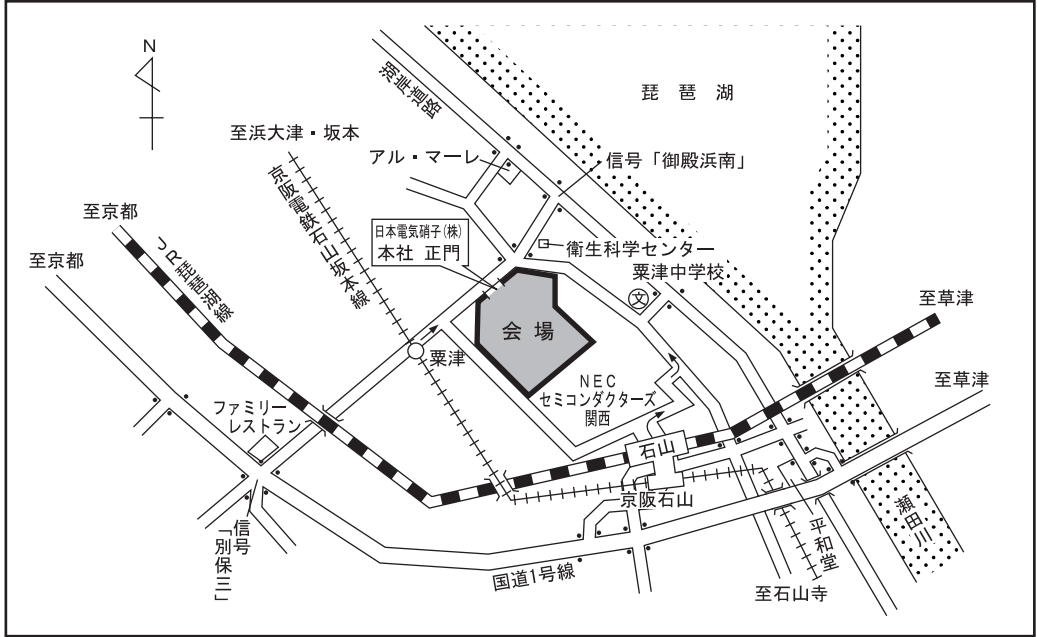 N
琵琶湖
湖岸道路
至浜大津・坂本
アル・マーレ
信号「御殿浜南」
京阪電鉄石山坂本線
至京都
JR琵琶湖線
日本電気硝子(株)
本社 正門
衛生科学センター
粟津中学校
至京都
文
至草津
会場
粟津
至草津
NEC
セミコンダクターズ
関西
ファミリー
レストラン
石山
京阪石山
瀬田川
信号
「別保三」
平和堂
国道1号線
至石山寺